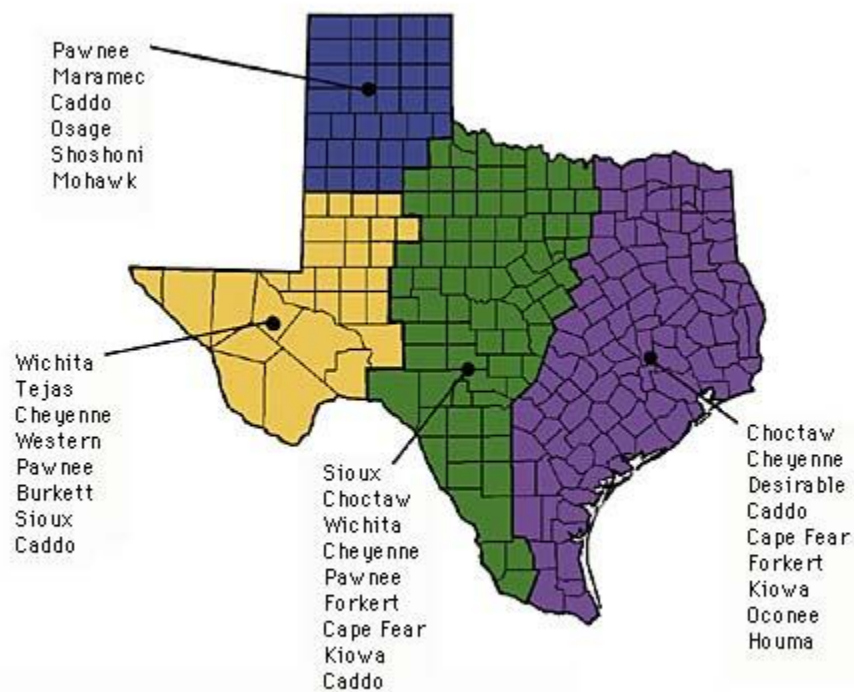 Pawnee
Maramec
Caddo
Osage
Shoshoni
Mohawk
Wichita
Tejas
Cheyenne
Western
Pawnee
Burkett
Sioux
Caddo
Sioux
Choctaw
Wichita
Cheyenne
Pawnee
Forkert
Cape Fear
Kiowa
Caddo
Choctaw
Cheyenne
Desirable
Caddo
Cape Fear
Forkert
Kiowa
Oconee
Houma